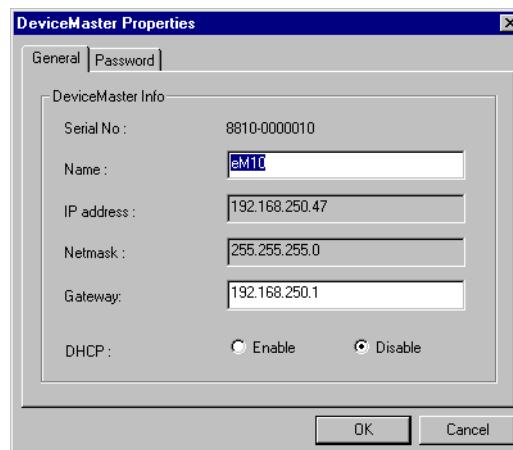 DeviceMaster Properties
General Password
DeviceMaster Info
Serial No : 8810-0000010
Name : eM10
IP address : 192.168.250.47
Netmask : 255.255.255.0
Gateway: 192.168.250.1
DHCP : Enable Disable
OK Cancel